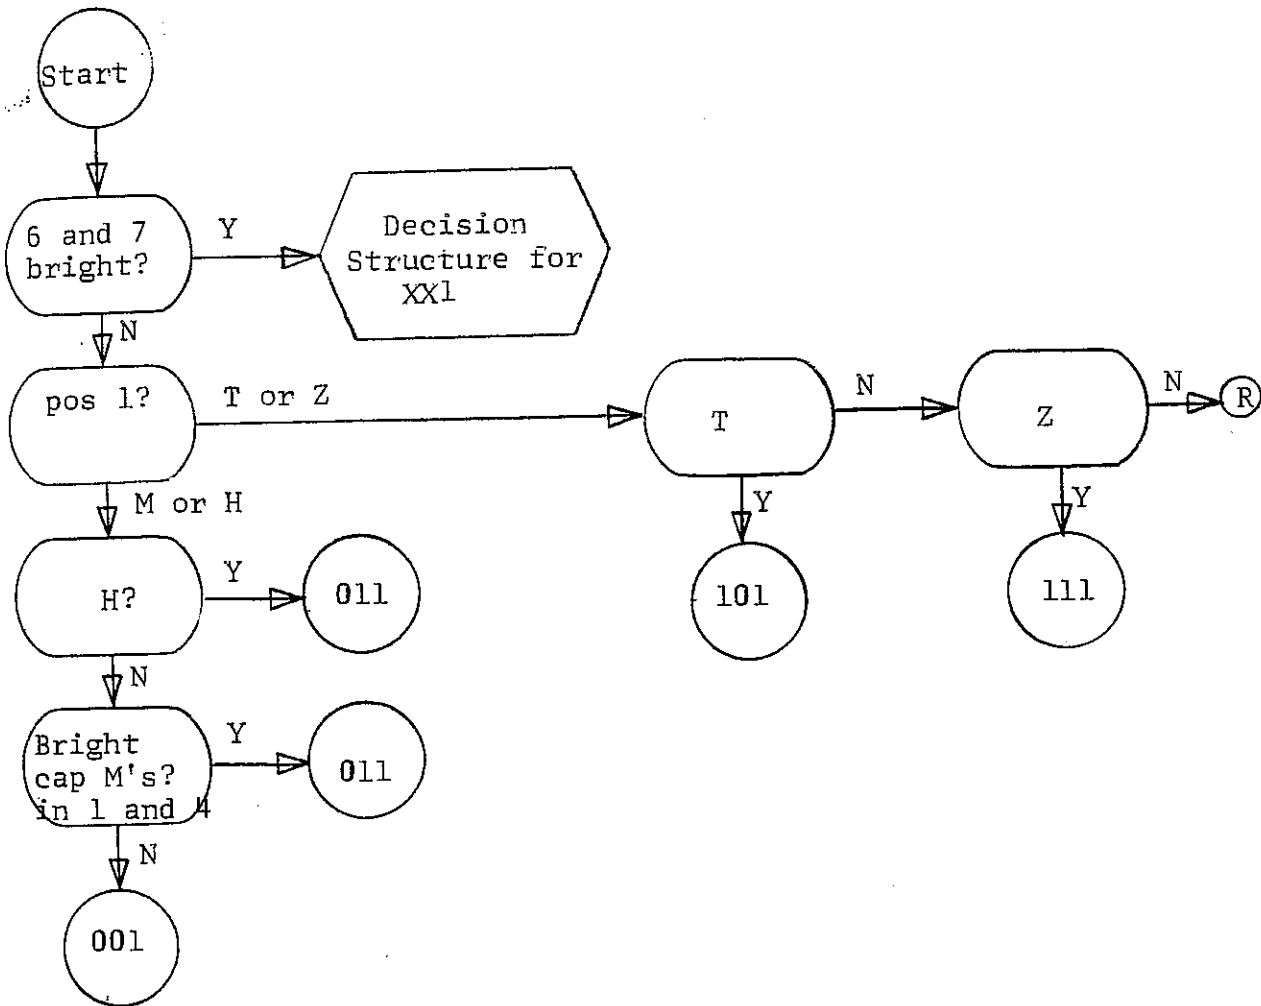 Start
6 and 7
bright?
Y
Decision
Structure for
XX1
N
pos 1?
T or Z
T
N
Z
N
R
M or H
Y
Y
H?
Y
011
101
111
N
Bright
cap M's?
in 1 and 4
Y
011
N
001